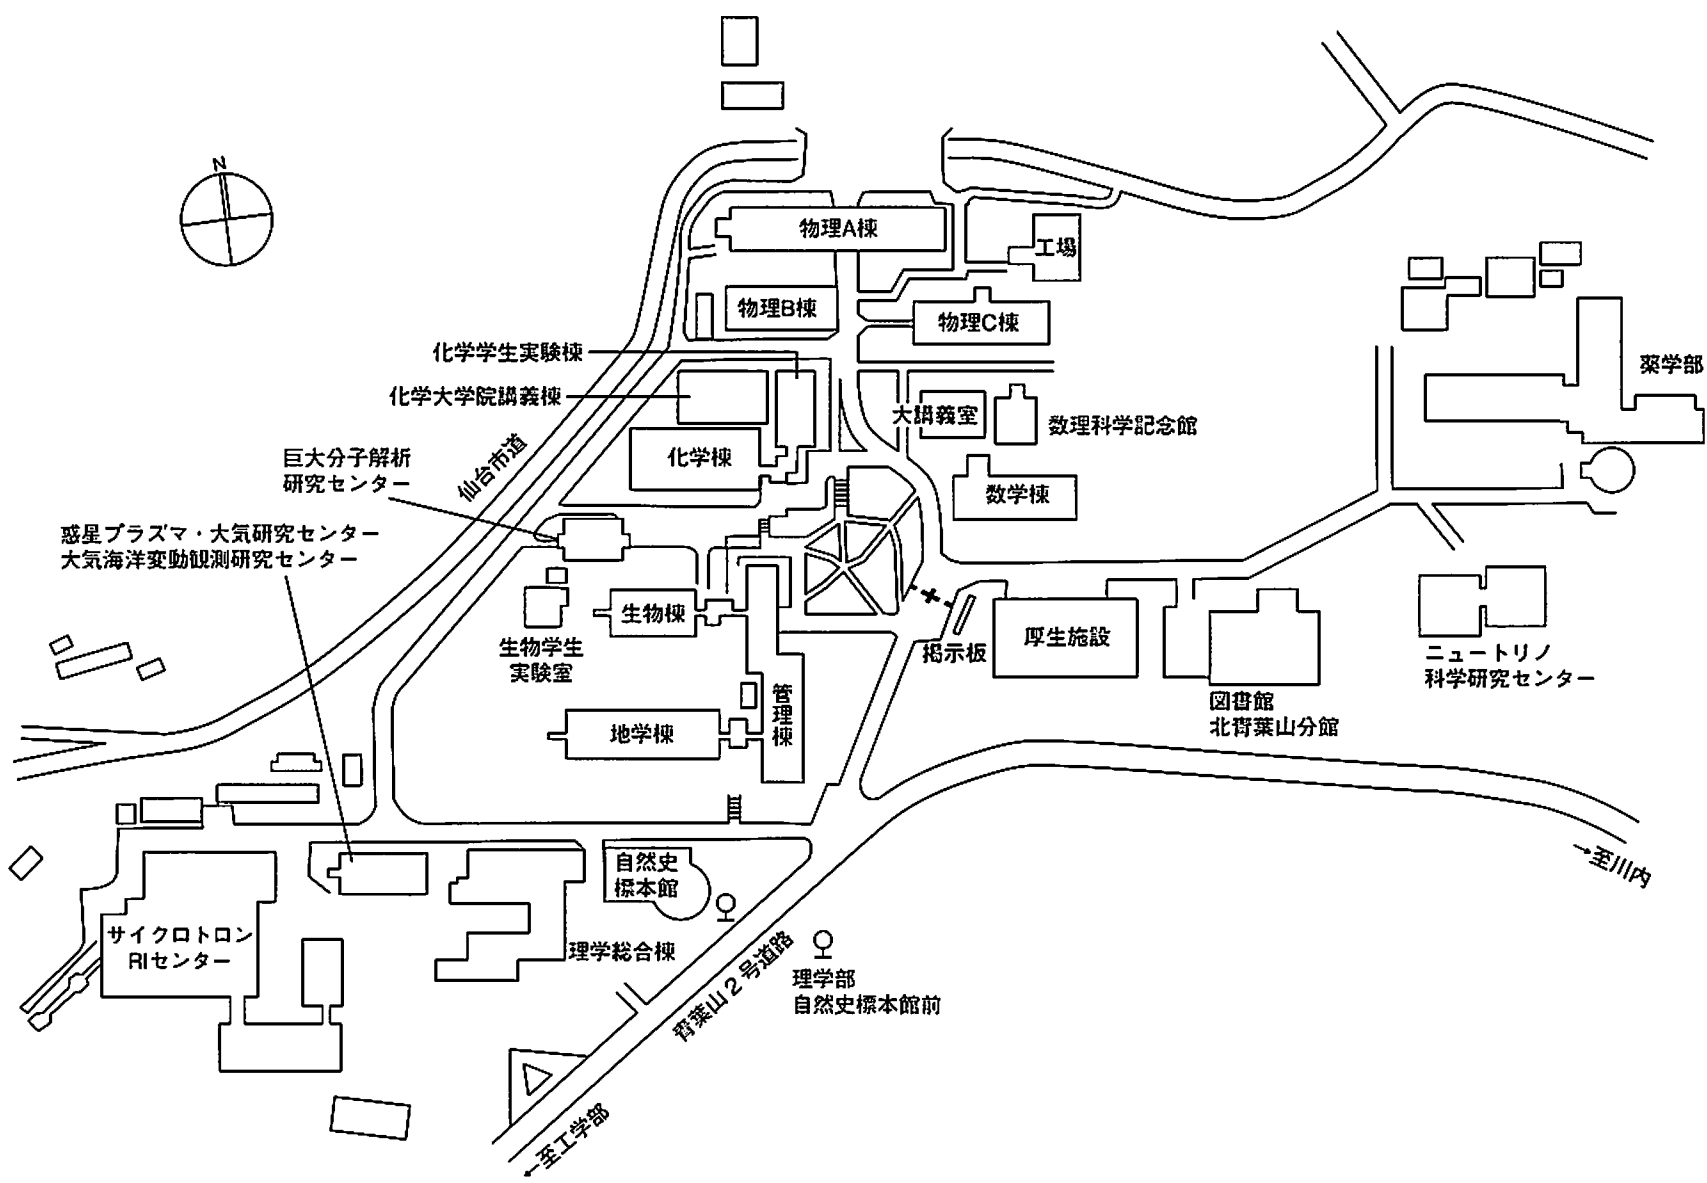 N
物理A棟
工場
物理B棟
物理C棟
化学学生実験棟
化学大学院講義棟
薬学部
大講義室
数理科学記念館
化学棟
仙台市道
巨大分子解析
研究センター
数学棟
惑星プラズマ・大気研究センター
大気海洋変動観測研究センター
生物棟
生物学生
実験室
掲示板
厚生施設
ニュートリノ
科学研究センター
管理棟
図書館
北青葉山分館
地学棟
自然史
標本館
→至川内
サイクロトロン
RIセンター
理学総合棟
青葉山2号道路
理学部
自然史標本館前
←至工学部